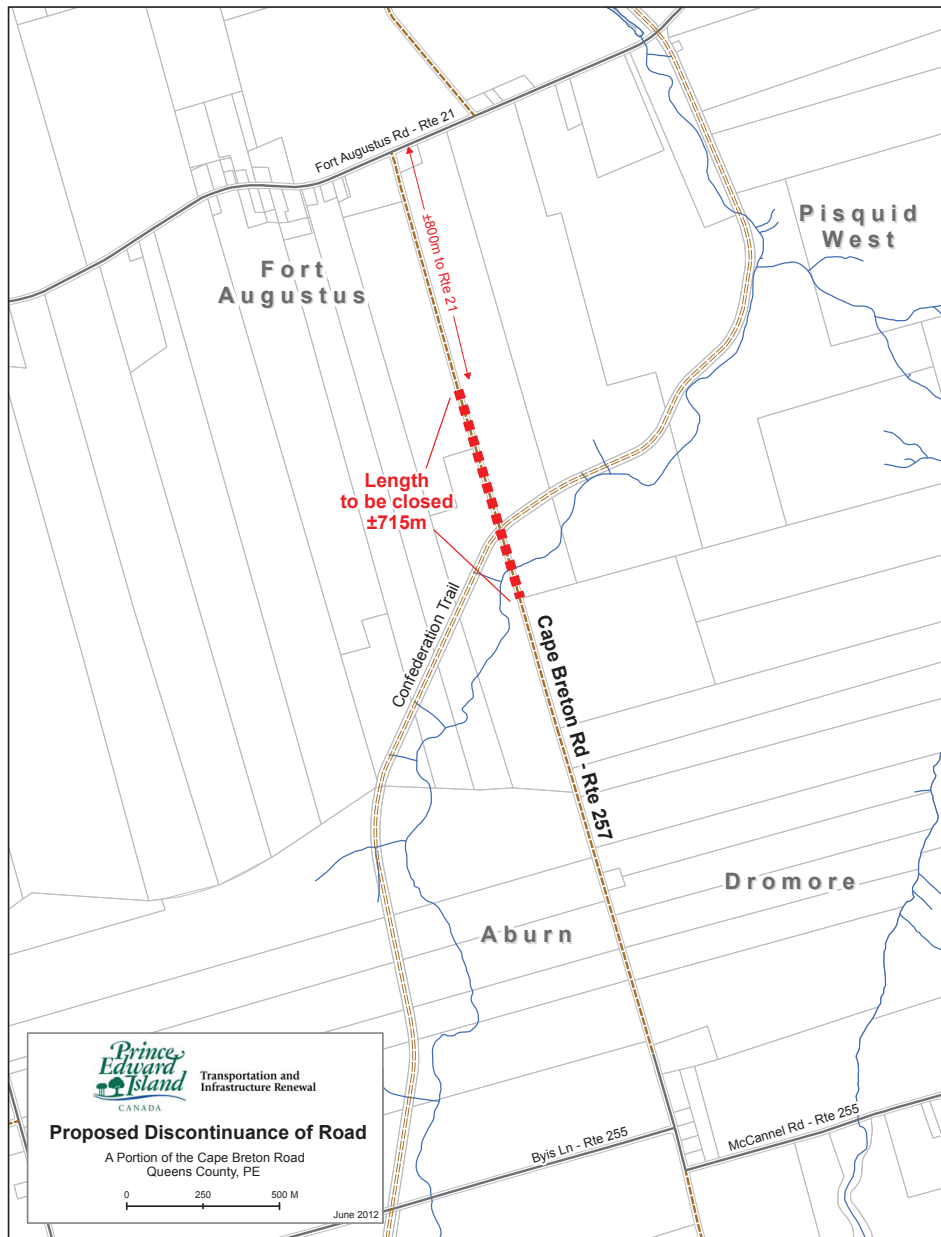 Fort Augustus Rd - Rte 21
±800m to Rte 21
Pisquid
West
Fort
Augustus
Length
to be closed
±715m
Confederation Trail
Cape Breton Rd - Rte 257
Dromore
Aburn
Prince
Edward
Island
CANADA
Transportation and
Infrastructure Renewal
Proposed Discontinuance of Road
A Portion of the Cape Breton Road
Queens County, PE
0 250 500 M
June 2012
Byis Ln - Rte 255
McCannel Rd - Rte 255